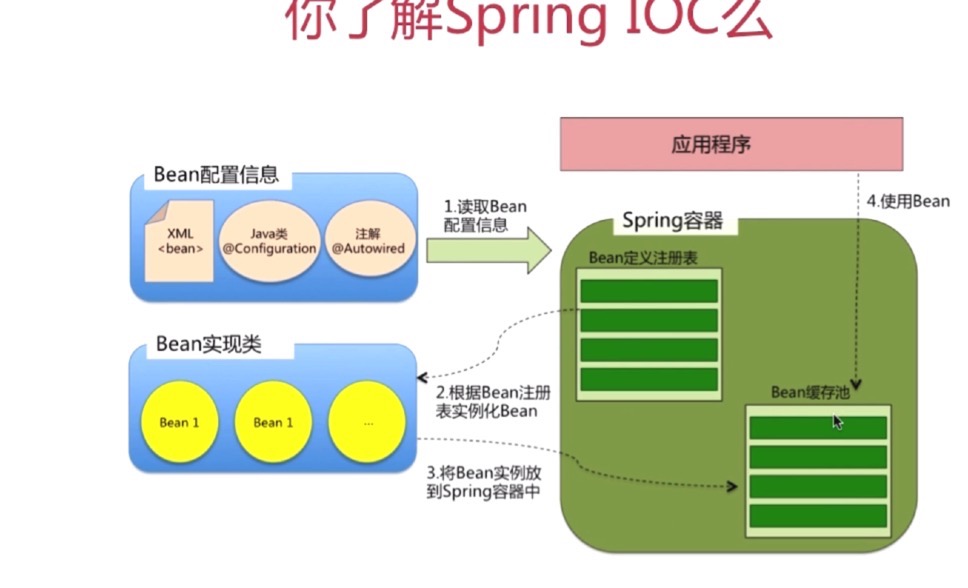 你了解Spring IOC么
应用程序
Bean配置信息
XML
<bean>
Java类
@Configuration
注解
@Autowired
1.读取Bean
配置信息
4.使用Bean
Spring容器
Bean定义注册表
Bean实现类
Bean 1
Bean 1
...
2.根据Bean注册
表实例化Bean
Bean缓存池
3.将Bean实例放
到Spring容器中